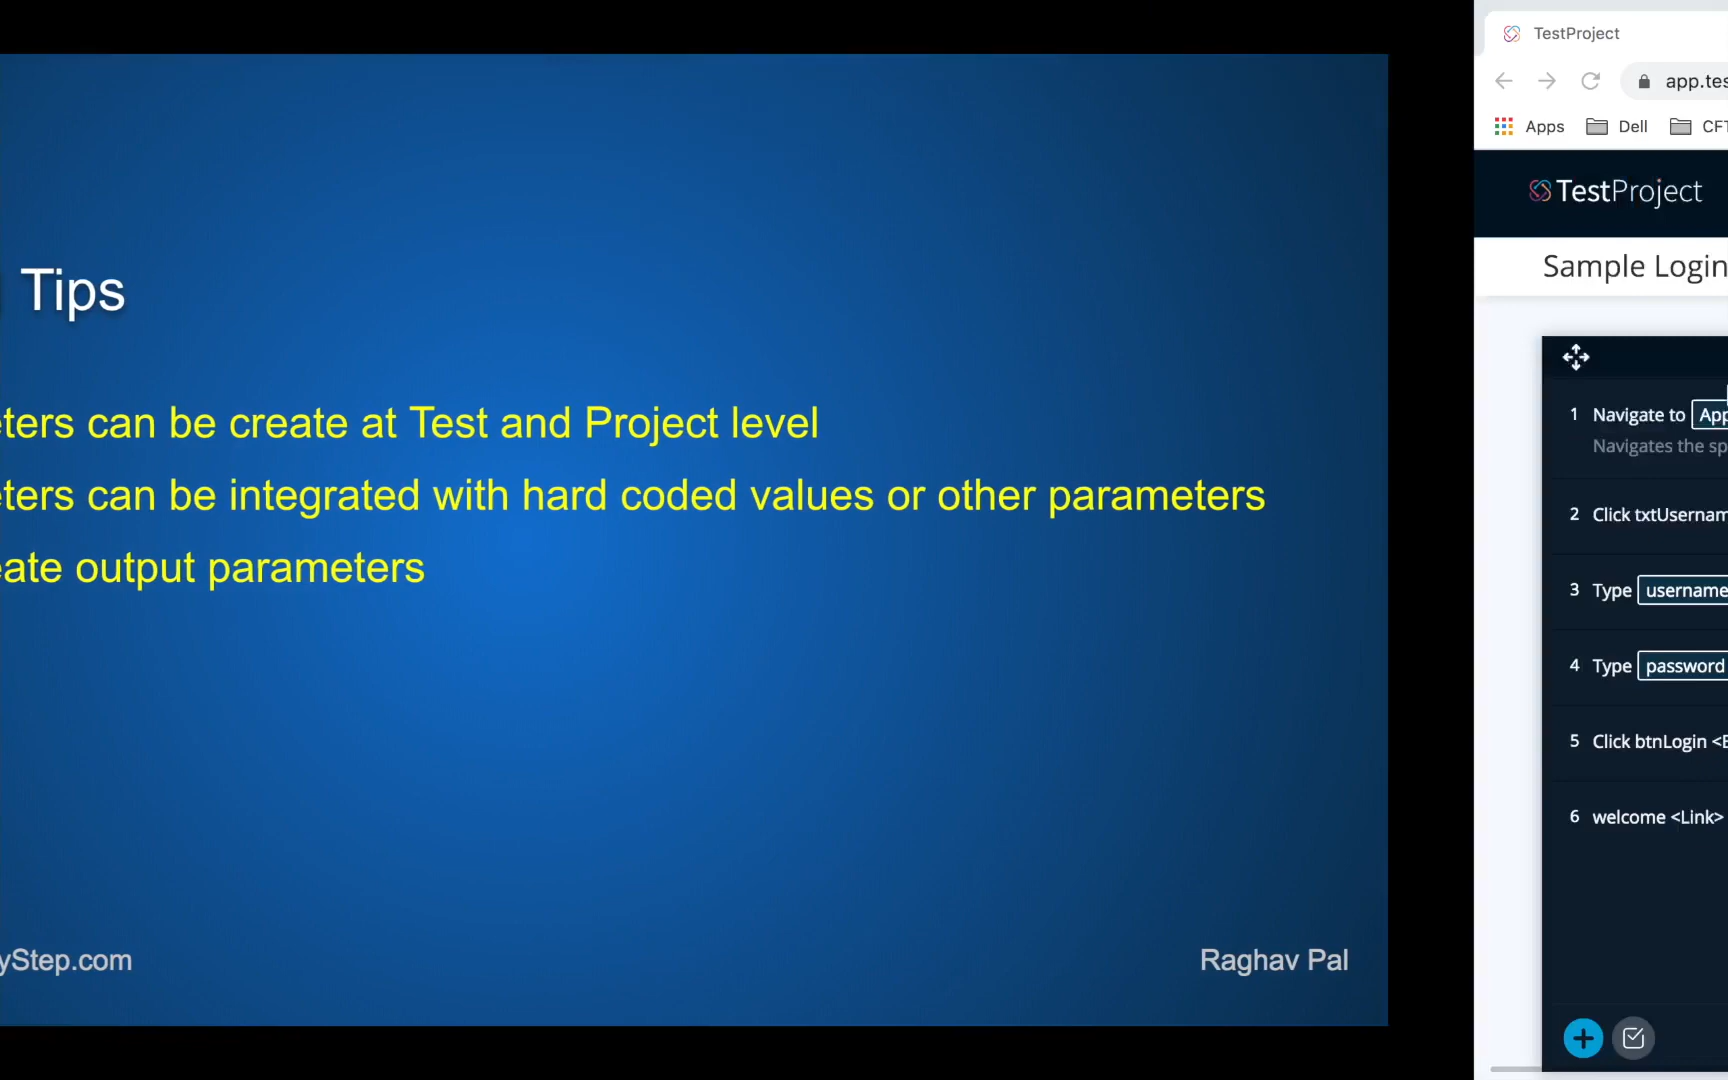 Tips
ters can be create at Test and Project level
ters can be integrated with hard coded values or other parameters
eate output parameters
yStep.com
Raghav Pal
TestProject
app.tes
Apps
Dell
CFT
TestProject
Sample Login
1 Navigate to App
Navigates the sp
2 Click txtUsernam
3 Type username
4 Type password
5 Click btnLogin <E
6 welcome <Link>